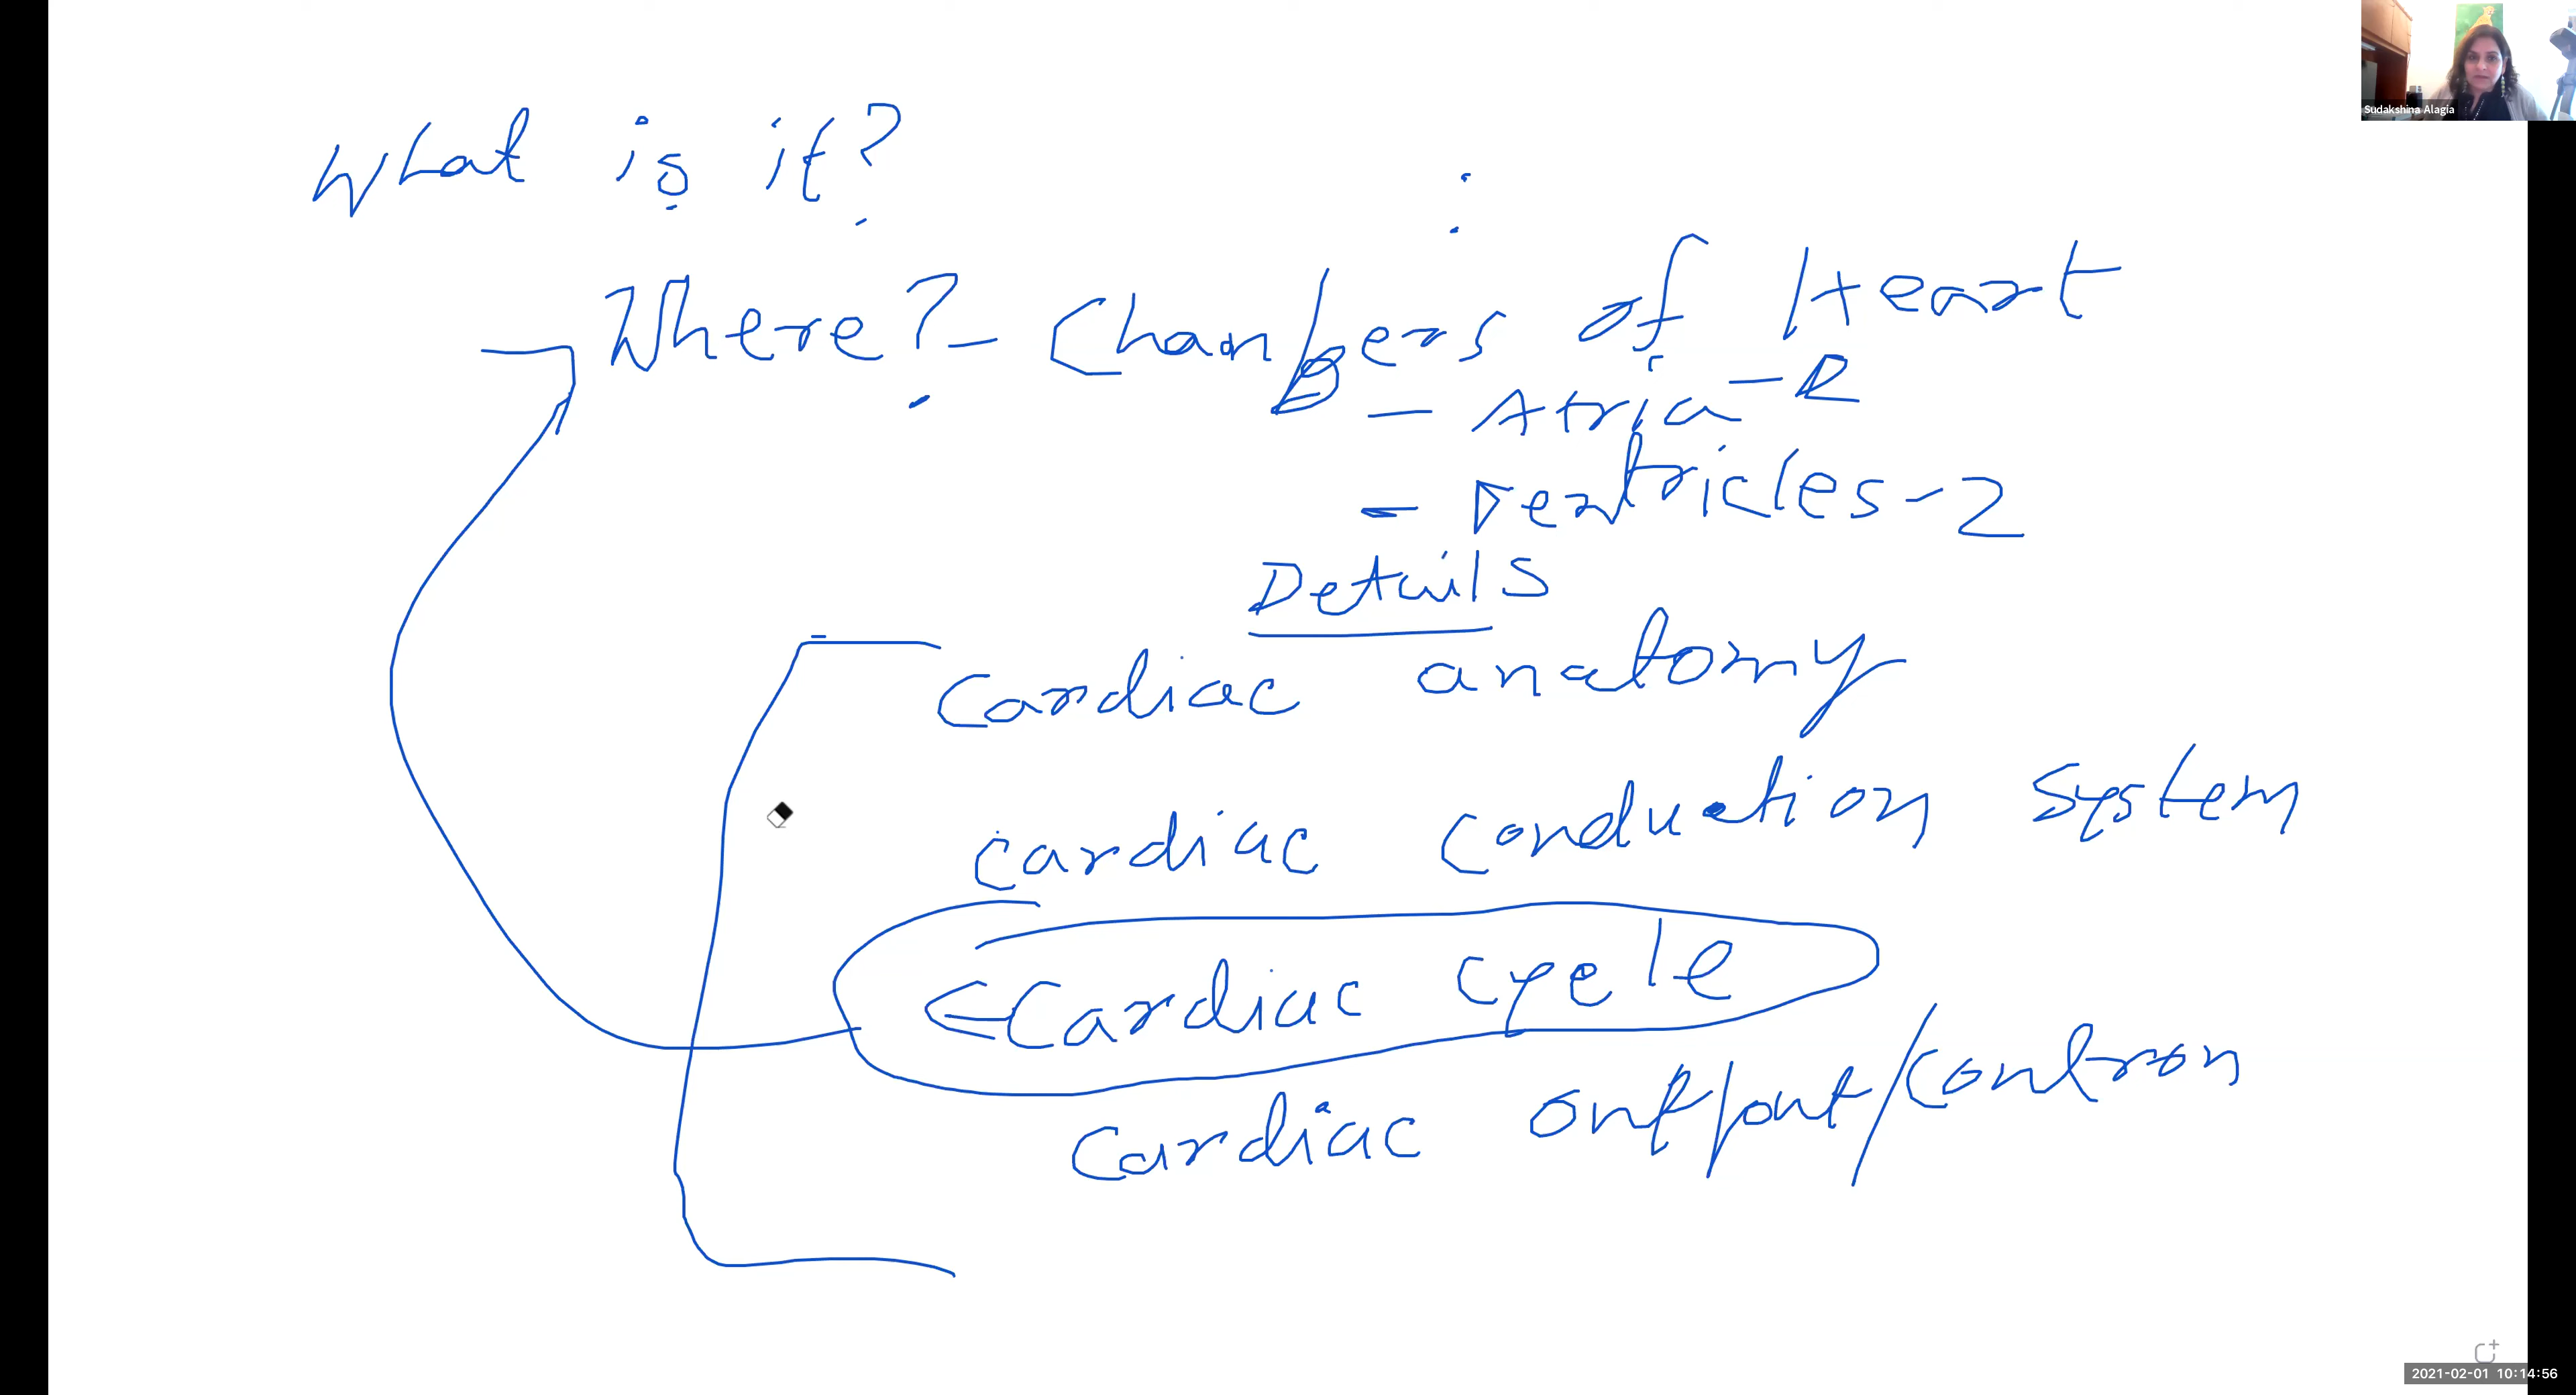 What is it?
Where? - Chambers of Heart
- Atria - 2
- Ventricles - 2
Details
Cardiac anatomy
Cardiac conduction system
Cardiac cycle
Cardiac output/control
Sudakshina Alagia
2021-02-01 10:14:56